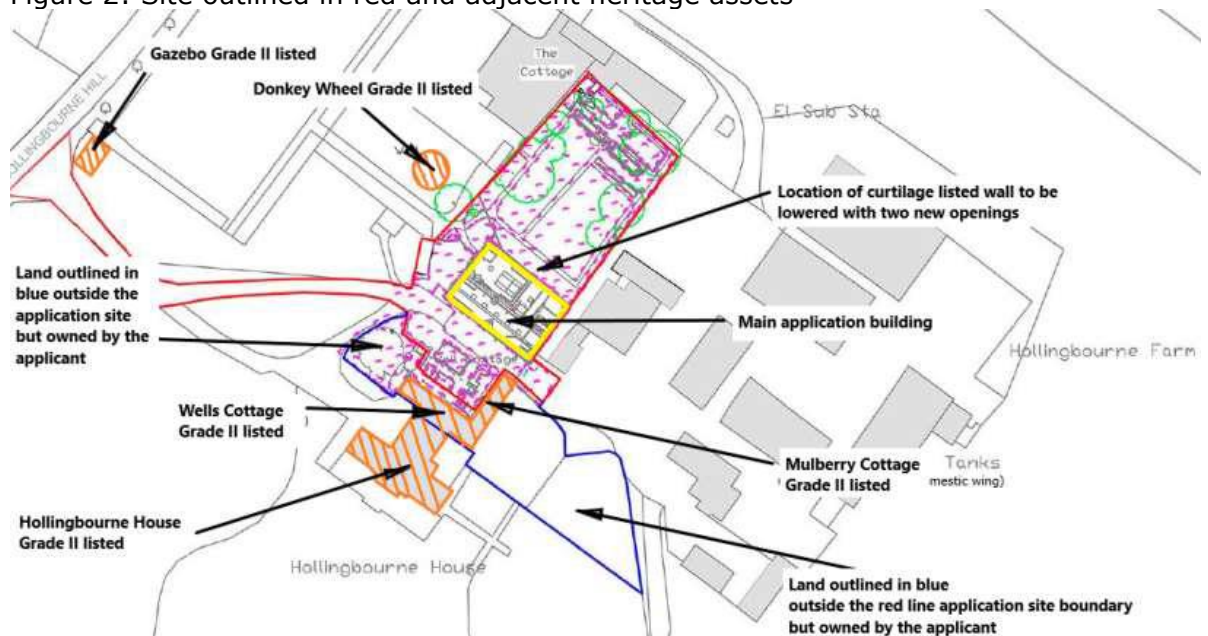 Figure 2: Site outlined in red and adjacent heritage assets
Gazebo Grade II listed
The
Cottage
Donkey Wheel Grade II listed
HOLLINGBOURNE HILL
El Sub Sta
Location of curtilage listed wall to be
lowered with two new openings
Land outlined in
blue outside the
application site
but owned by the
applicant
Main application building
Hollingbourne Farm
Wells Cottage
Grade II listed
Mulberry Cottage
Grade II listed
Tanks
mestic wing)
Hollingbourne House
Grade II listed
Hollingbourne House
Land outlined in blue
outside the red line application site boundary
but owned by the applicant